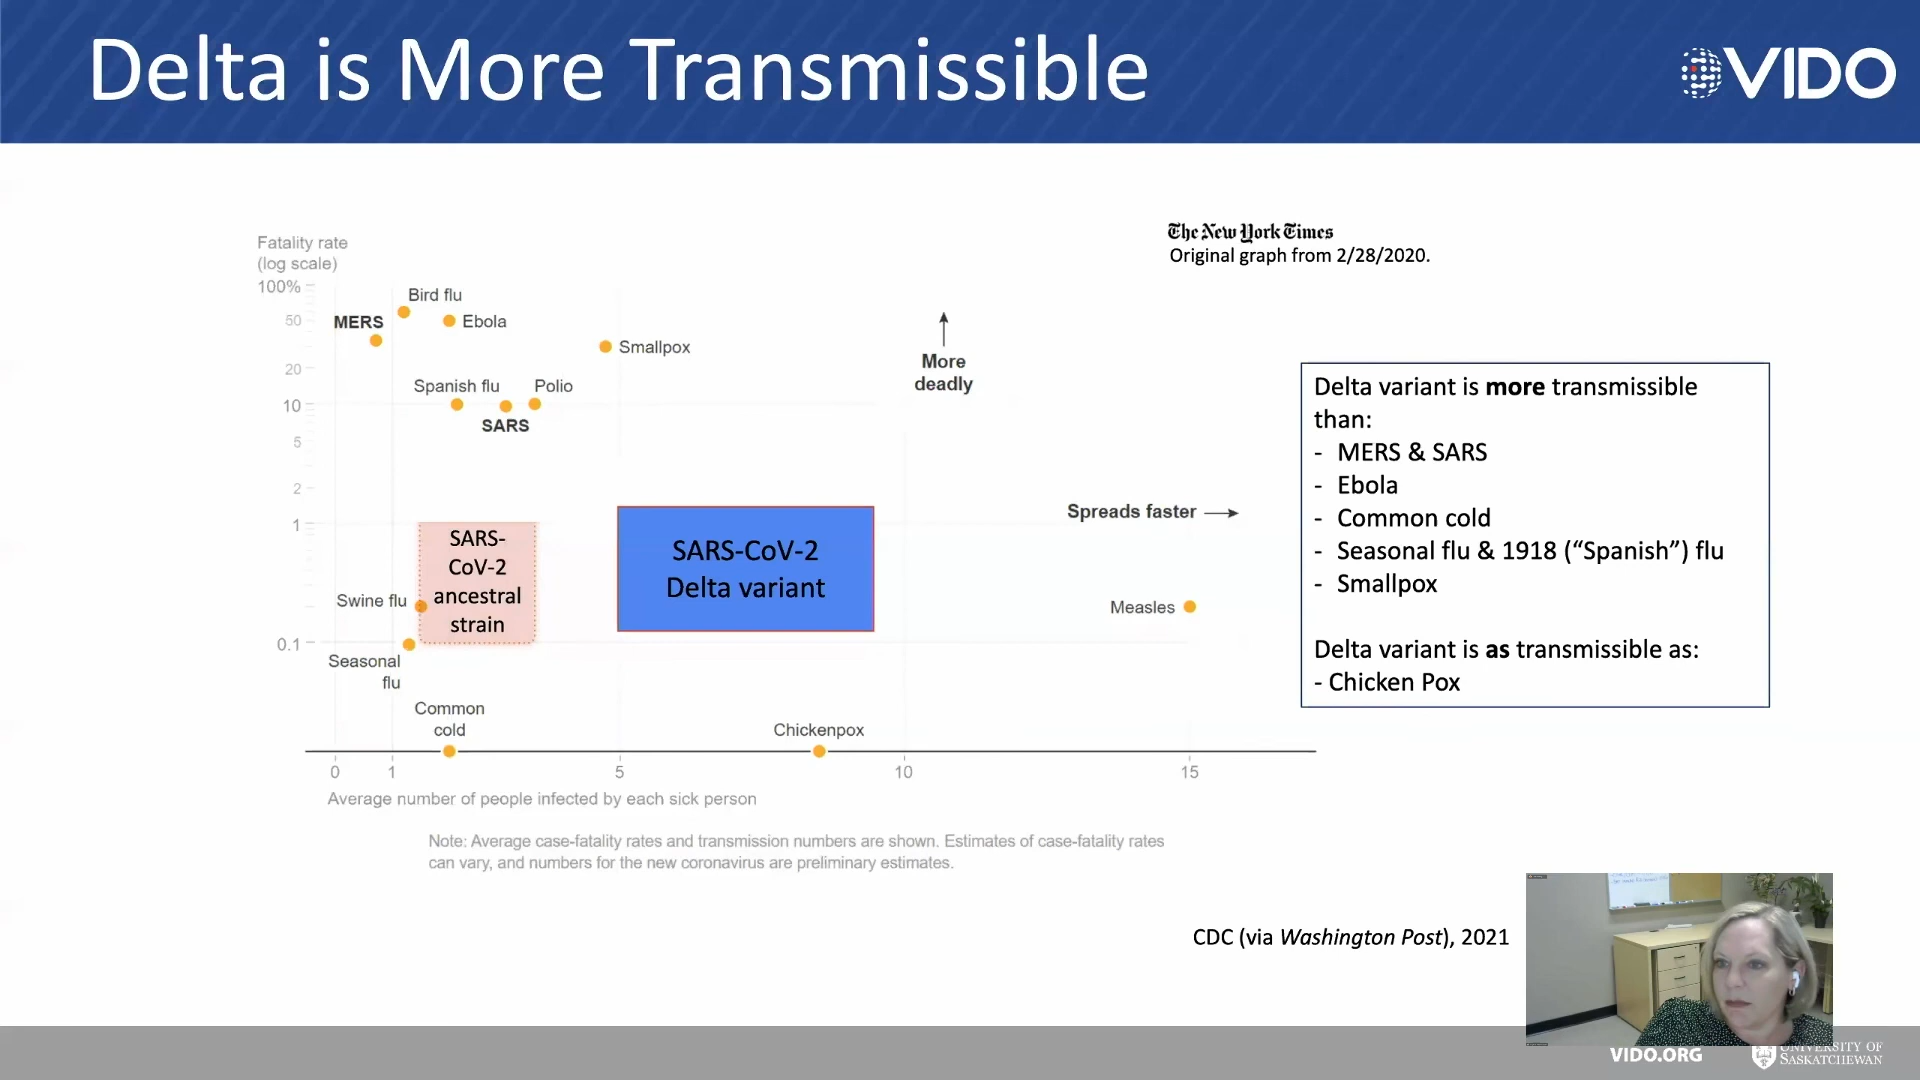 Delta is More Transmissible
VIDO
The New York Times
Original graph from 2/28/2020.
Fatality rate
(log scale)
100%
50
20
10
5
2
1
0.1
Bird flu
MERS
Ebola
Smallpox
Spanish flu
Polio
SARS
More
deadly
Spreads faster
SARS-
CoV-2
ancestral
strain
SARS-CoV-2
Delta variant
Swine flu
Measles
Seasonal
flu
Common
cold
Chickenpox
0
1
5
10
15
Average number of people infected by each sick person
Note: Average case-fatality rates and transmission numbers are shown. Estimates of case-fatality rates
can vary, and numbers for the new coronavirus are preliminary estimates.
Delta variant is more transmissible
than:
- MERS & SARS
- Ebola
- Common cold
- Seasonal flu & 1918 (“Spanish”) flu
- Smallpox
Delta variant is as transmissible as:
- Chicken Pox
CDC (via Washington Post), 2021
VIDO.ORG
UNIVERSITY OF
SASKATCHEWAN